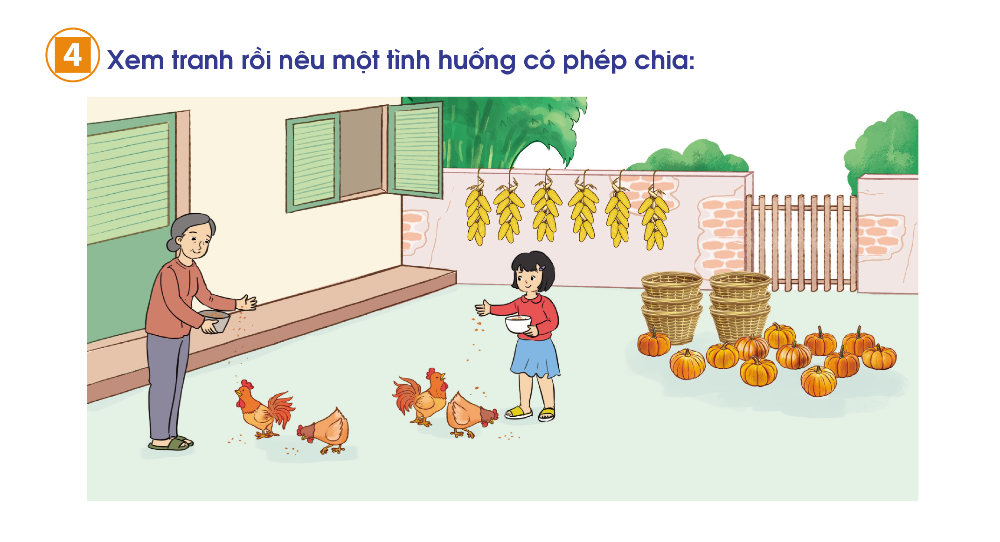 4 Xem tranh rồi nêu một tình huống có phép chia: